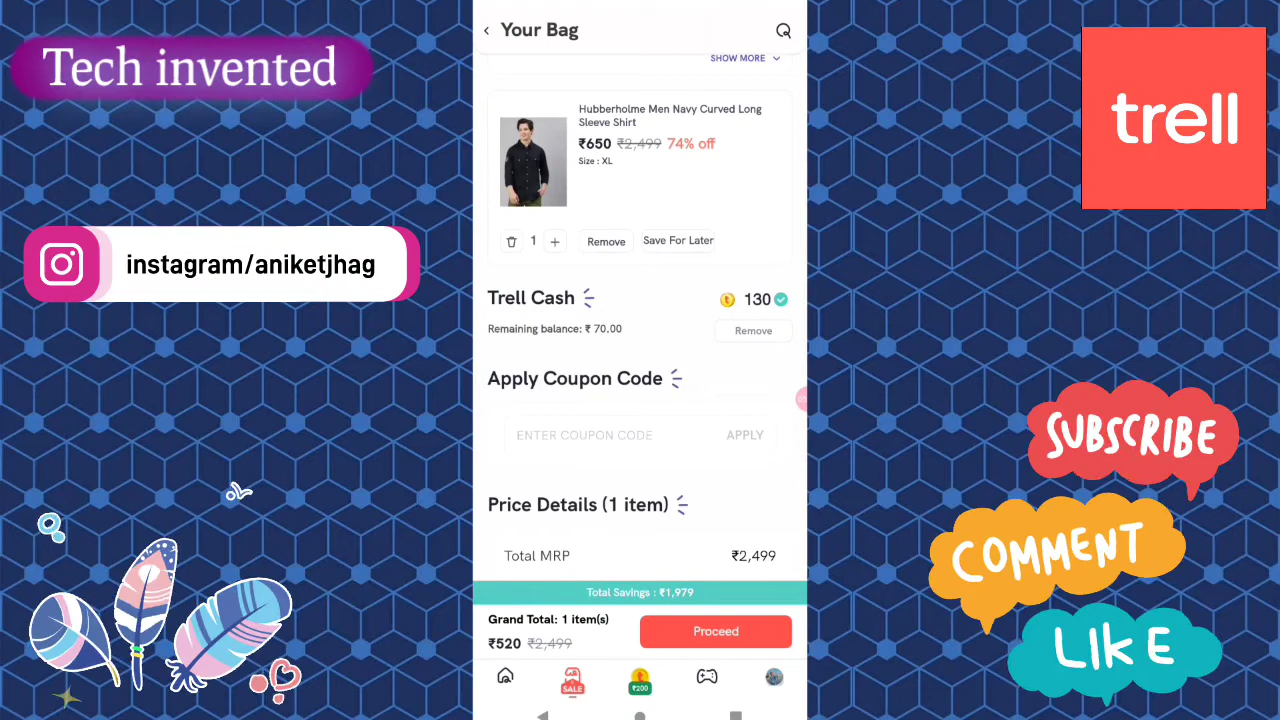 Tech invented
instagram/aniketjhag
Your Bag
SHOW MORE
Hubberholme Men Navy Curved Long
Sleeve Shirt
₹650 ₹2,499 74% off
Size : XL
1
Remove
Save For Later
Trell Cash
130
Remaining balance: ₹ 70.00
Remove
Apply Coupon Code
ENTER COUPON CODE
APPLY
Price Details (1 item)
Total MRP
₹2,499
Total Savings : ₹1,979
Grand Total: 1 item(s)
₹520 ₹2,499
Proceed
SALE
₹200
trell
SUBSCRIBE
COMMENT
LIKE